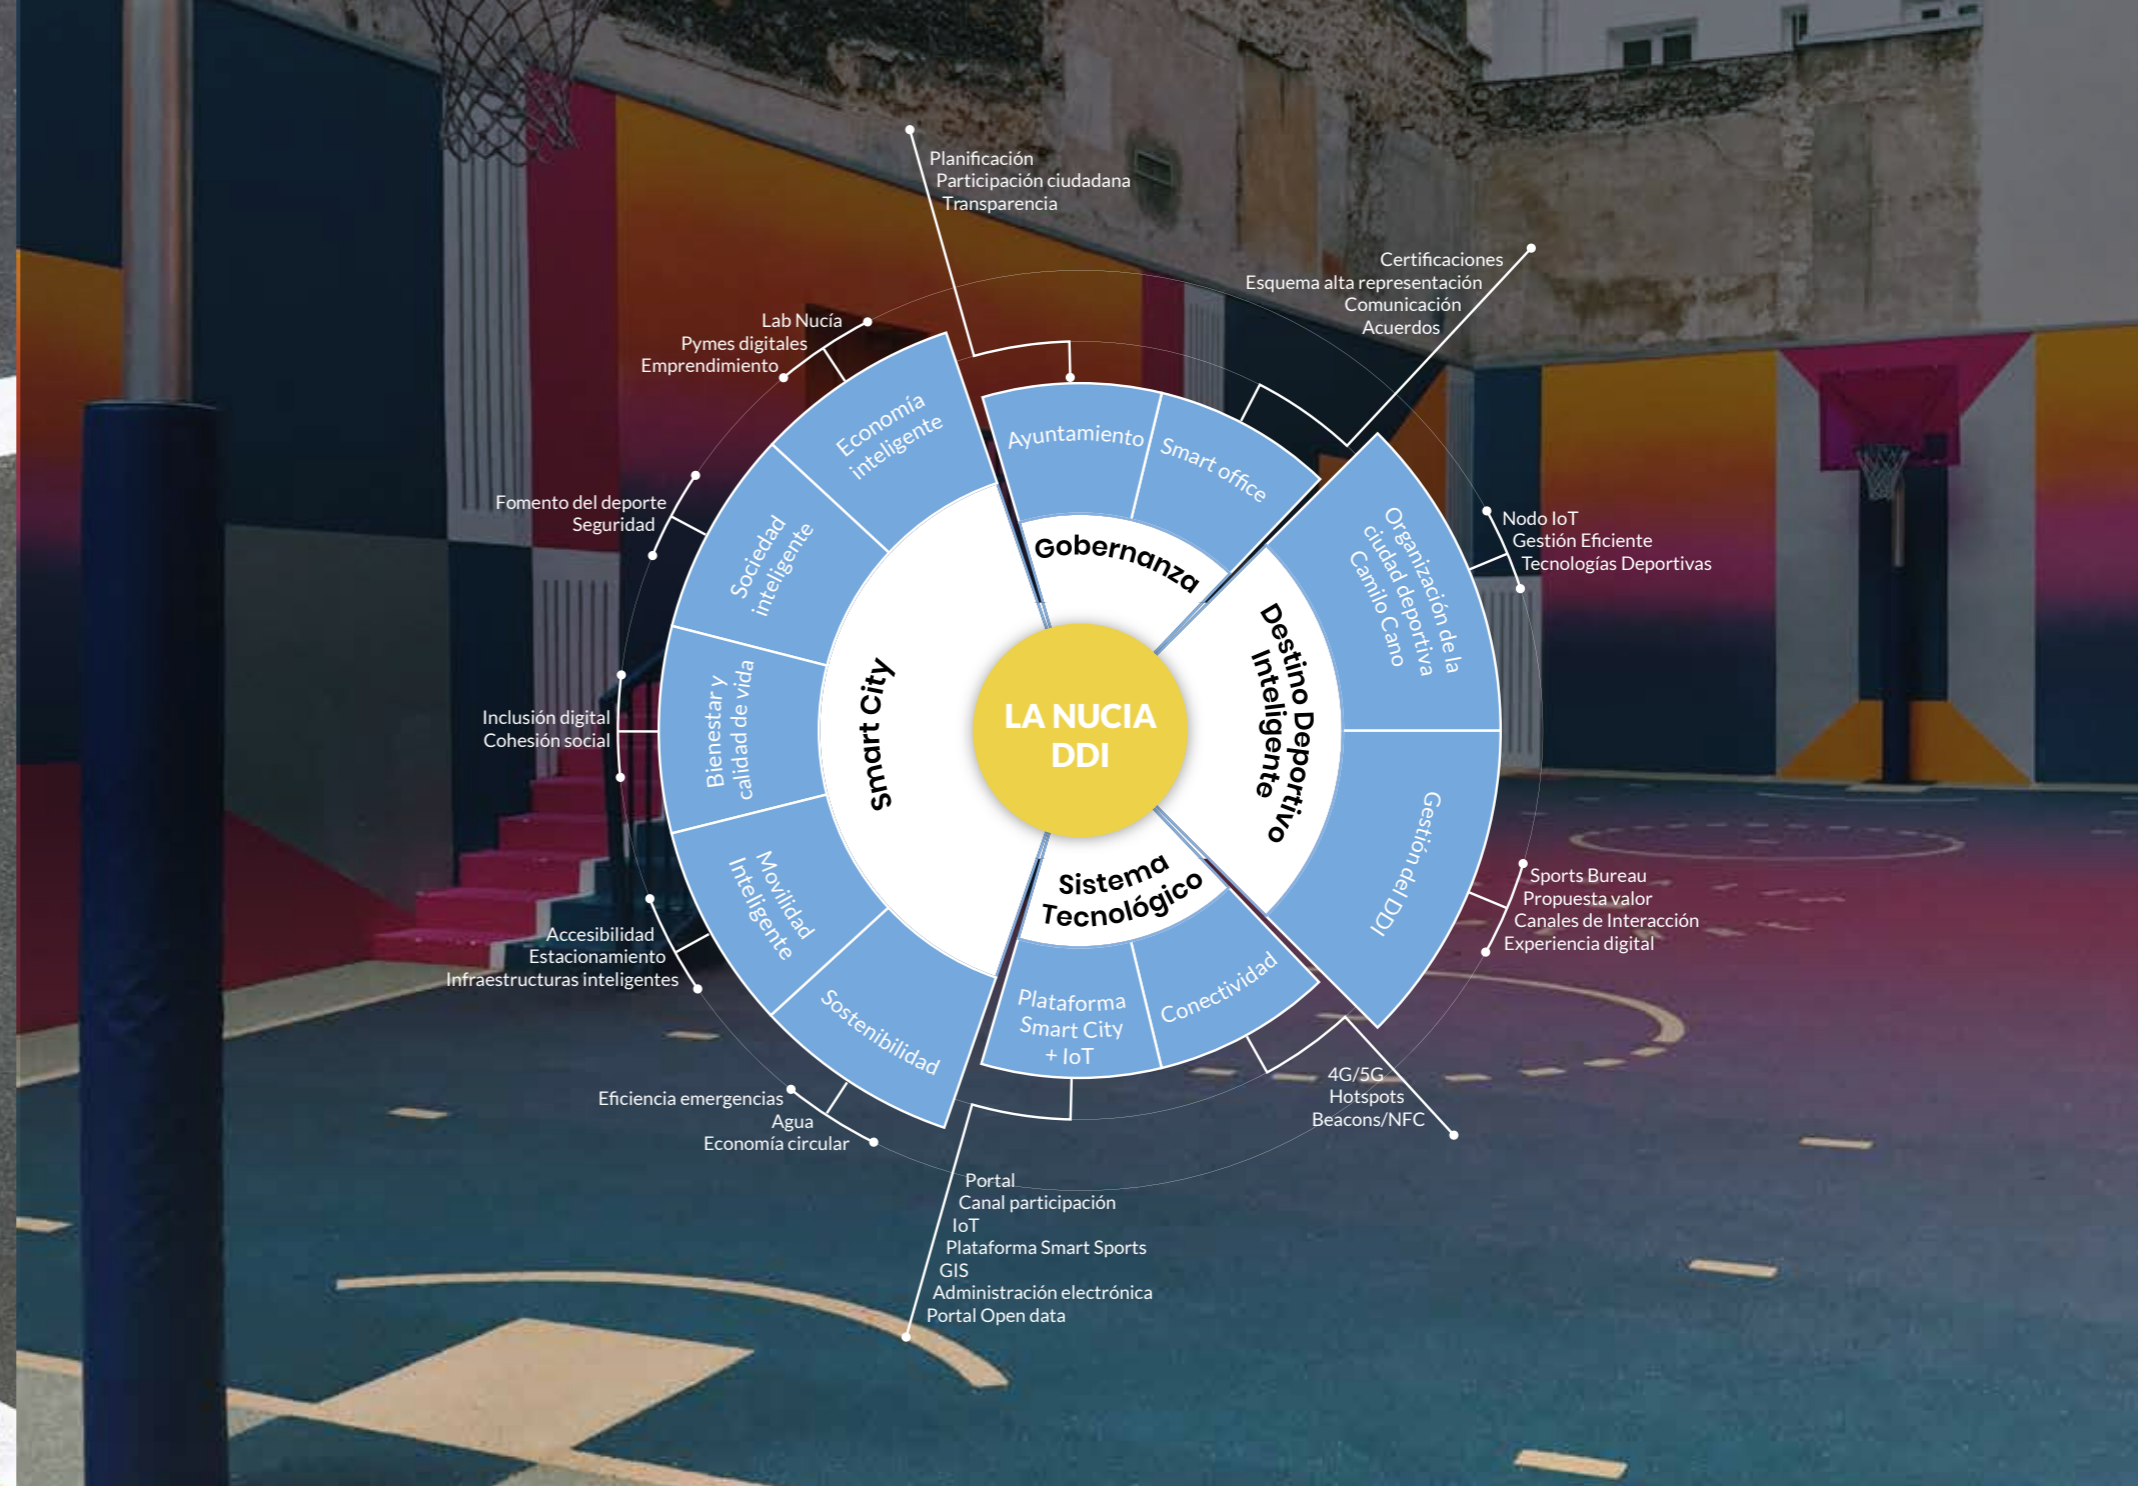 Planificación
Participación ciudadana
Transparencia
Certificaciones
Esquema alta representación
Comunicación
Acuerdos
Lab Nucía
Pymes digitales
Emprendimiento
Economía
inteligente
Ayuntamiento
Smart office
Gobernanza
Fomento del deporte
Seguridad
Sociedad
inteligente
Nodo IoT
Gestión Eficiente
Tecnologías Deportivas
Organización de la
ciudad deportiva
Camilo Cano
Destino Deportivo
Inteligente
Inclusión digital
Cohesión social
Bienestar y
calidad de vida
Smart City
LA NUCIA
DDI
Gestión del DDI
Sports Bureau
Propuesta valor
Canales de Interacción
Experiencia digital
Accesibilidad
Estacionamiento
Infraestructuras inteligentes
Movilidad
Inteligente
Sistema
Tecnológico
Plataforma
Smart City
+ IoT
Conectividad
4G/5G
Hotspots
Beacons/NFC
Sostenibilidad
Eficiencia emergencias
Agua
Economía circular
Portal
Canal participación
IoT
Plataforma Smart Sports
GIS
Administración electrónica
Portal Open data